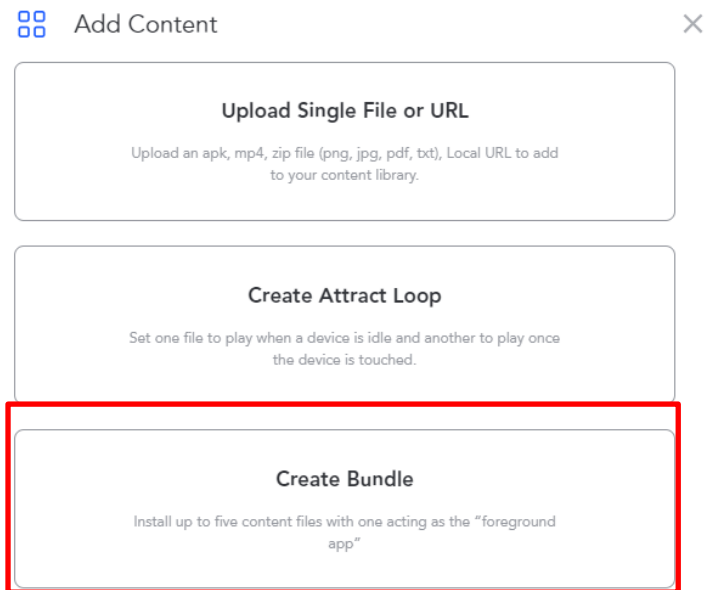 Add Content
Upload Single File or URL
Upload an apk, mp4, zip file (png, jpg, pdf, txt), Local URL to add
to your content library.
Create Attract Loop
Set one file to play when a device is idle and another to play once
the device is touched.
Create Bundle
Install up to five content files with one acting as the “foreground
app”